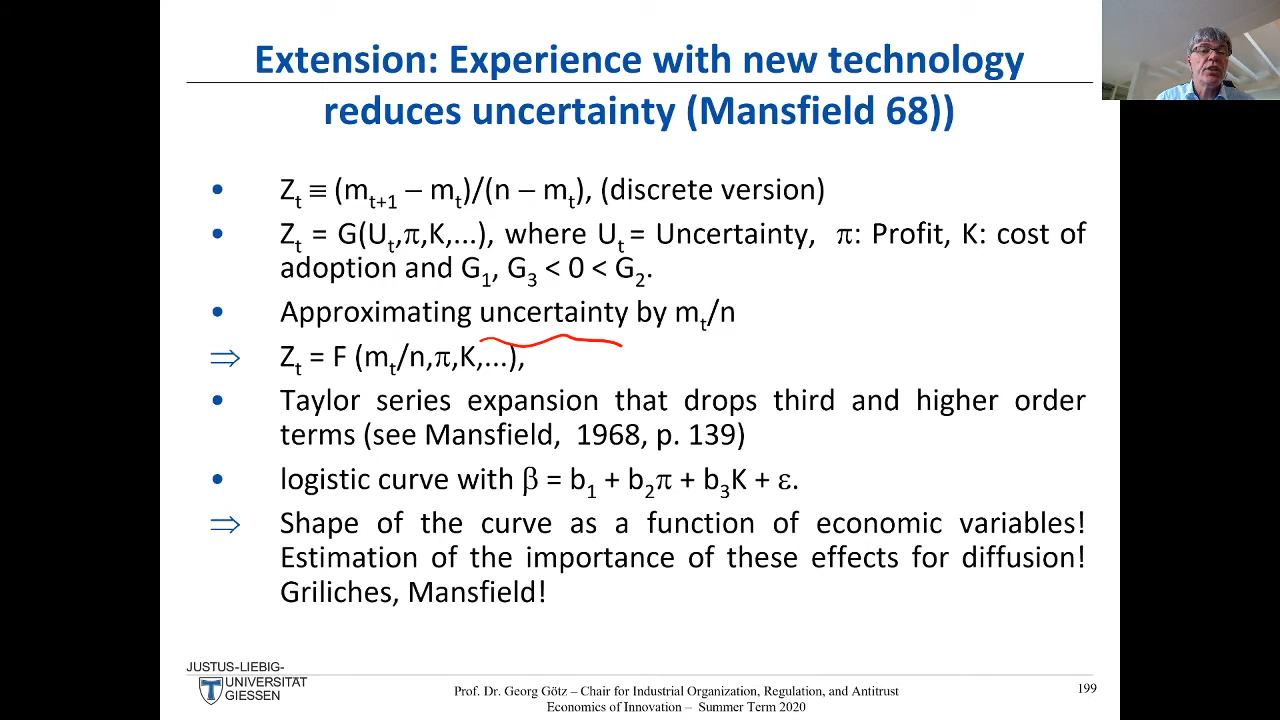 Extension: Experience with new technology
reduces uncertainty (Mansfield 68))
• Zₜ ≡ (mₜ₊₁ – mₜ)/(n – mₜ), (discrete version)
• Zₜ = G(Uₜ,π,K,...), where Uₜ = Uncertainty, π: Profit, K: cost of
adoption and G₁, G₃ < 0 < G₂.
• Approximating uncertainty by mₜ/n
⇒ Zₜ = F (mₜ/n,π,K,...),
• Taylor series expansion that drops third and higher order
terms (see Mansfield, 1968, p. 139)
• logistic curve with β = b₁ + b₂π + b₃K + ε.
⇒ Shape of the curve as a function of economic variables!
Estimation of the importance of these effects for diffusion!
Griliches, Mansfield!
JUSTUS-LIEBIG-
UNIVERSITÄT
GIESSEN
Prof. Dr. Georg Götz – Chair for Industrial Organization, Regulation, and Antitrust
Economics of Innovation – Summer Term 2020
199